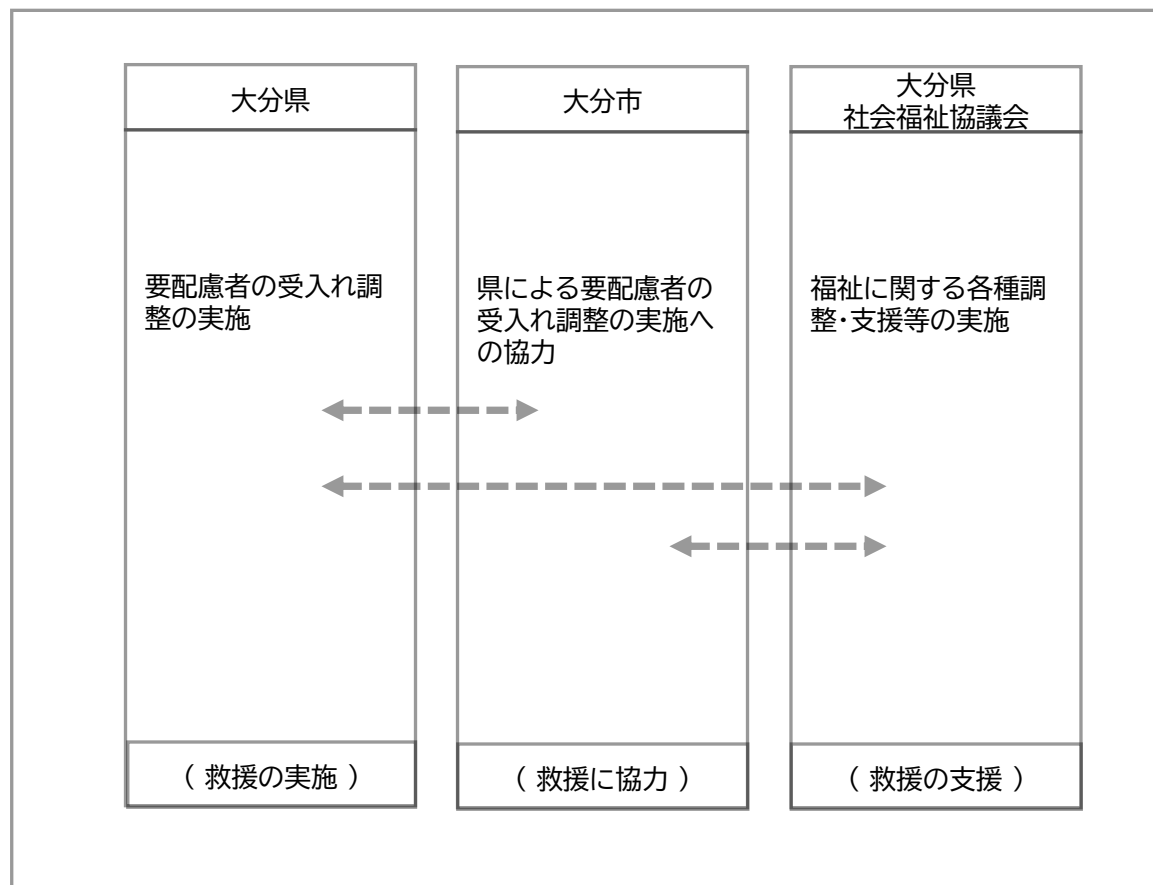 大分県
大分市
大分県
社会福祉協議会
要配慮者の受入れ調
整の実施
県による要配慮者の
受入れ調整の実施へ
の協力
福祉に関する各種調
整･支援等の実施
( 救援の実施 )
( 救援に協力 )
( 救援の支援 )